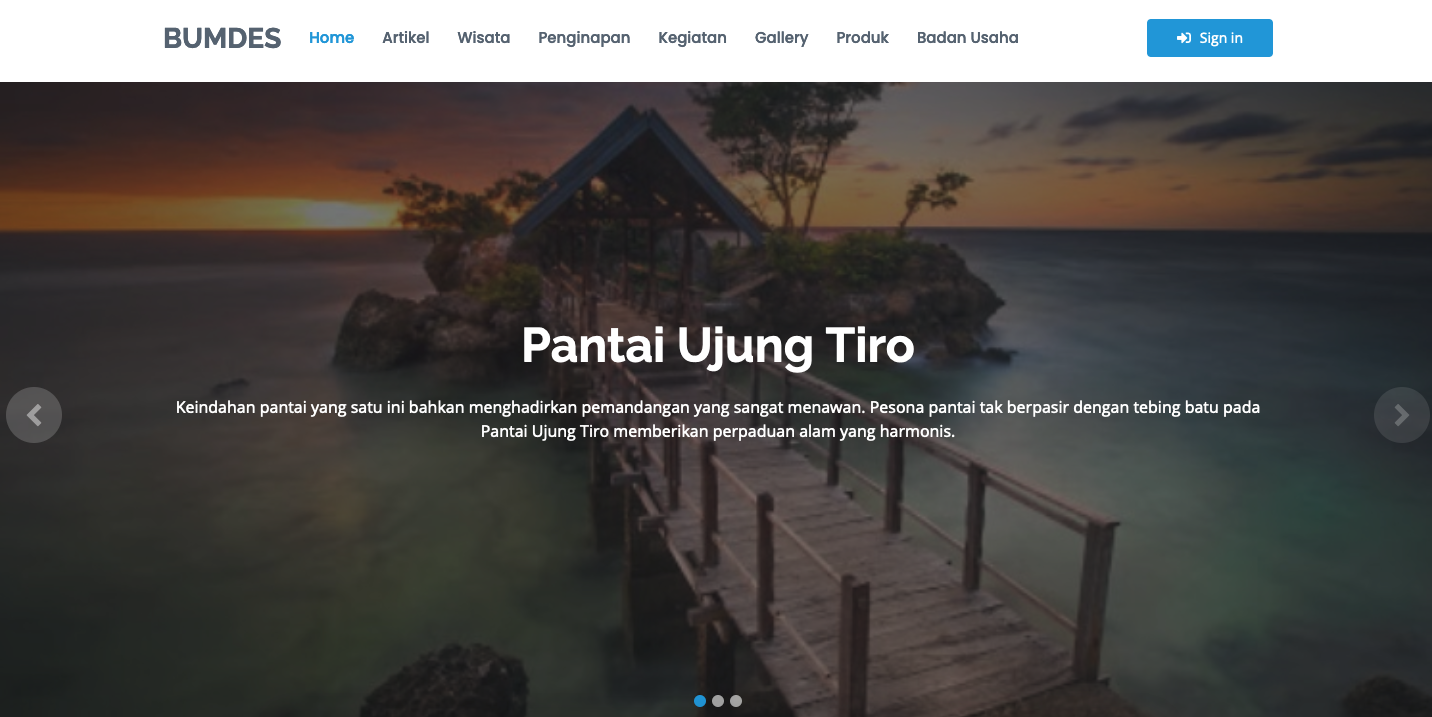 BUMDES Home Artikel Wisata Penginapan Kegiatan Gallery Produk Badan Usaha Sign in
Pantai Ujung Tiro
Keindahan pantai yang satu ini bahkan menghadirkan pemandangan yang sangat menawan. Pesona pantai tak berpasir dengan tebing batu pada
Pantai Ujung Tiro memberikan perpaduan alam yang harmonis.